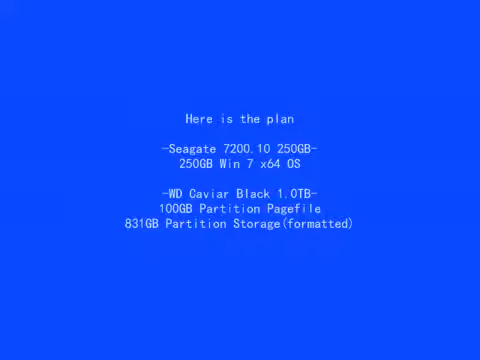 Here is the plan
-Seagate 7200.10 250GB-
250GB Win 7 x64 OS
-WD Caviar Black 1.0TB-
100GB Partition Pagefile
831GB Partition Storage(formatted)